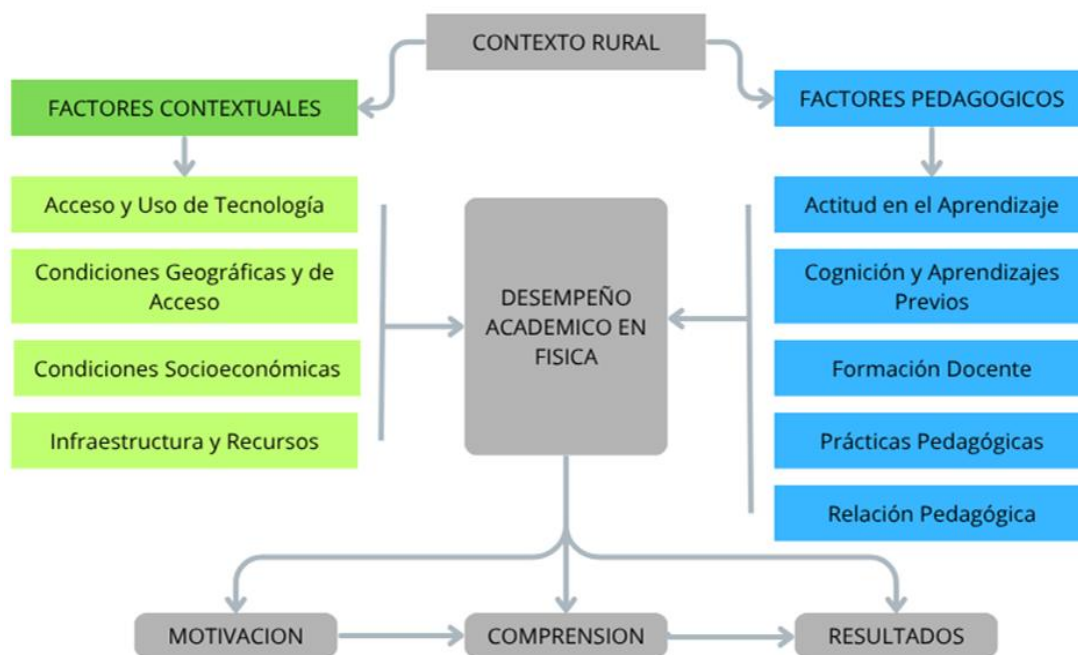 CONTEXTO RURAL
FACTORES CONTEXTUALES
FACTORES PEDAGOGICOS
Acceso y Uso de Tecnología
Condiciones Geográficas y de
Acceso
Condiciones Socioeconómicas
Infraestructura y Recursos
DESEMPEÑO
ACADEMICO EN
FISICA
Actitud en el Aprendizaje
Cognición y Aprendizajes
Previos
Formación Docente
Prácticas Pedagógicas
Relación Pedagógica
MOTIVACION
COMPRENSION
RESULTADOS